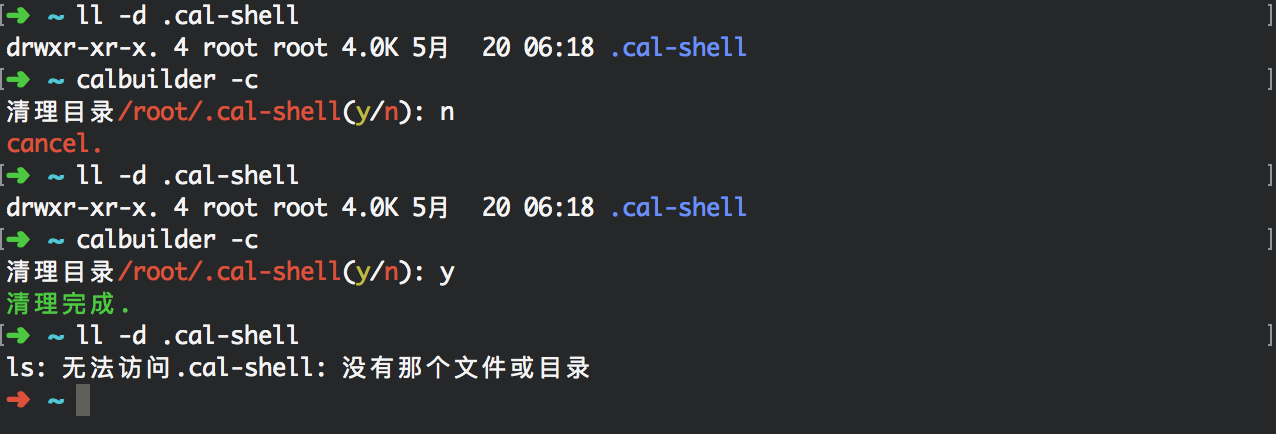 [➜ ~ ll -d .cal-shell ]
drwxr-xr-x. 4 root root 4.0K 5月  20 06:18 .cal-shell
[➜ ~ calbuilder -c ]
清理目录/root/.cal-shell(y/n): n
cancel.
[➜ ~ ll -d .cal-shell ]
drwxr-xr-x. 4 root root 4.0K 5月  20 06:18 .cal-shell
[➜ ~ calbuilder -c ]
清理目录/root/.cal-shell(y/n): y
清理完成.
[➜ ~ ll -d .cal-shell ]
ls: 无法访问.cal-shell: 没有那个文件或目录
➜ ~